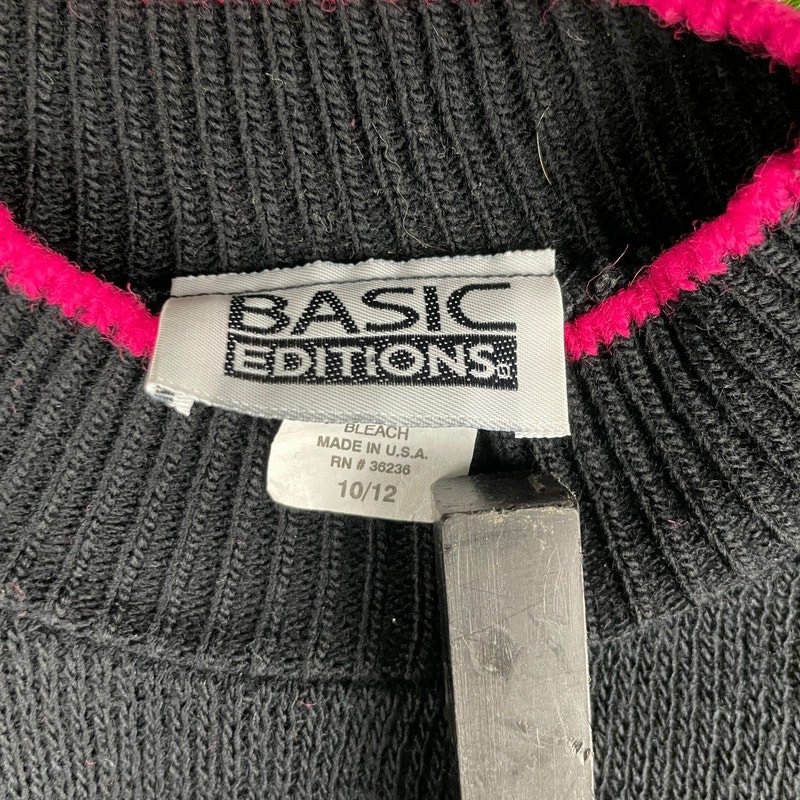 BASIC
EDITIONS
BLEACH
MADE IN U.S.A.
RN # 36236
10/12